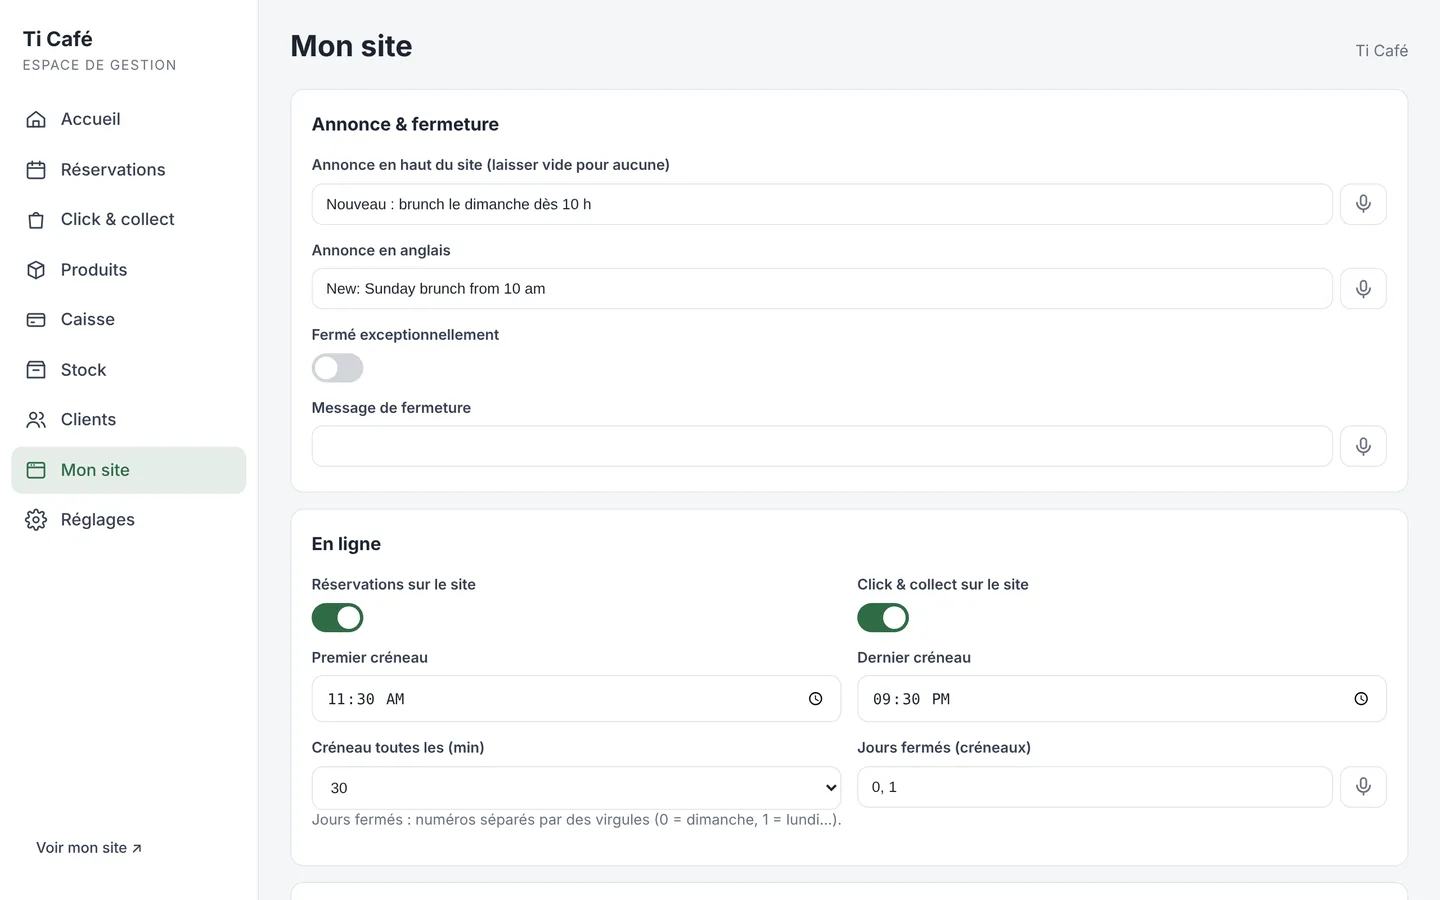 Ti Café
ESPACE DE GESTION
Accueil
Réservations
Click & collect
Produits
Caisse
Stock
Clients
Mon site
Réglages
Voir mon site ↗
Mon site
Ti Café
Annonce & fermeture
Annonce en haut du site (laisser vide pour aucune)
Nouveau : brunch le dimanche dès 10 h
Annonce en anglais
New: Sunday brunch from 10 am
Fermé exceptionnellement
Message de fermeture
En ligne
Réservations sur le site
Click & collect sur le site
Premier créneau
Dernier créneau
11:30 AM
09:30 PM
Créneau toutes les (min)
Jours fermés (créneaux)
30
0, 1
Jours fermés : numéros séparés par des virgules (0 = dimanche, 1 = lundi...).